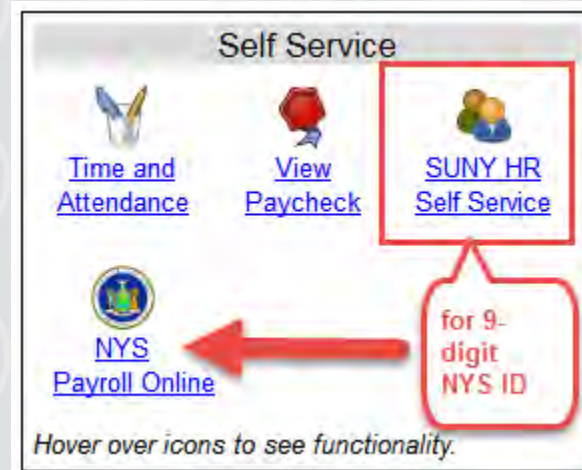 Self Service
Time and
Attendance
View
Paycheck
SUNY HR
Self Service
NYS
Payroll Online
for 9-
digit
NYS ID
Hover over icons to see functionality.